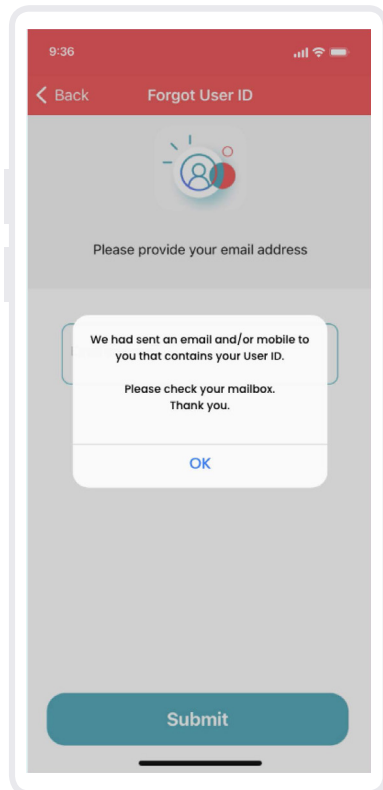 9:36
Back Forgot User ID
Please provide your email address
We had sent an email and/or mobile to
you that contains your User ID.
Please check your mailbox.
Thank you.
OK
Submit